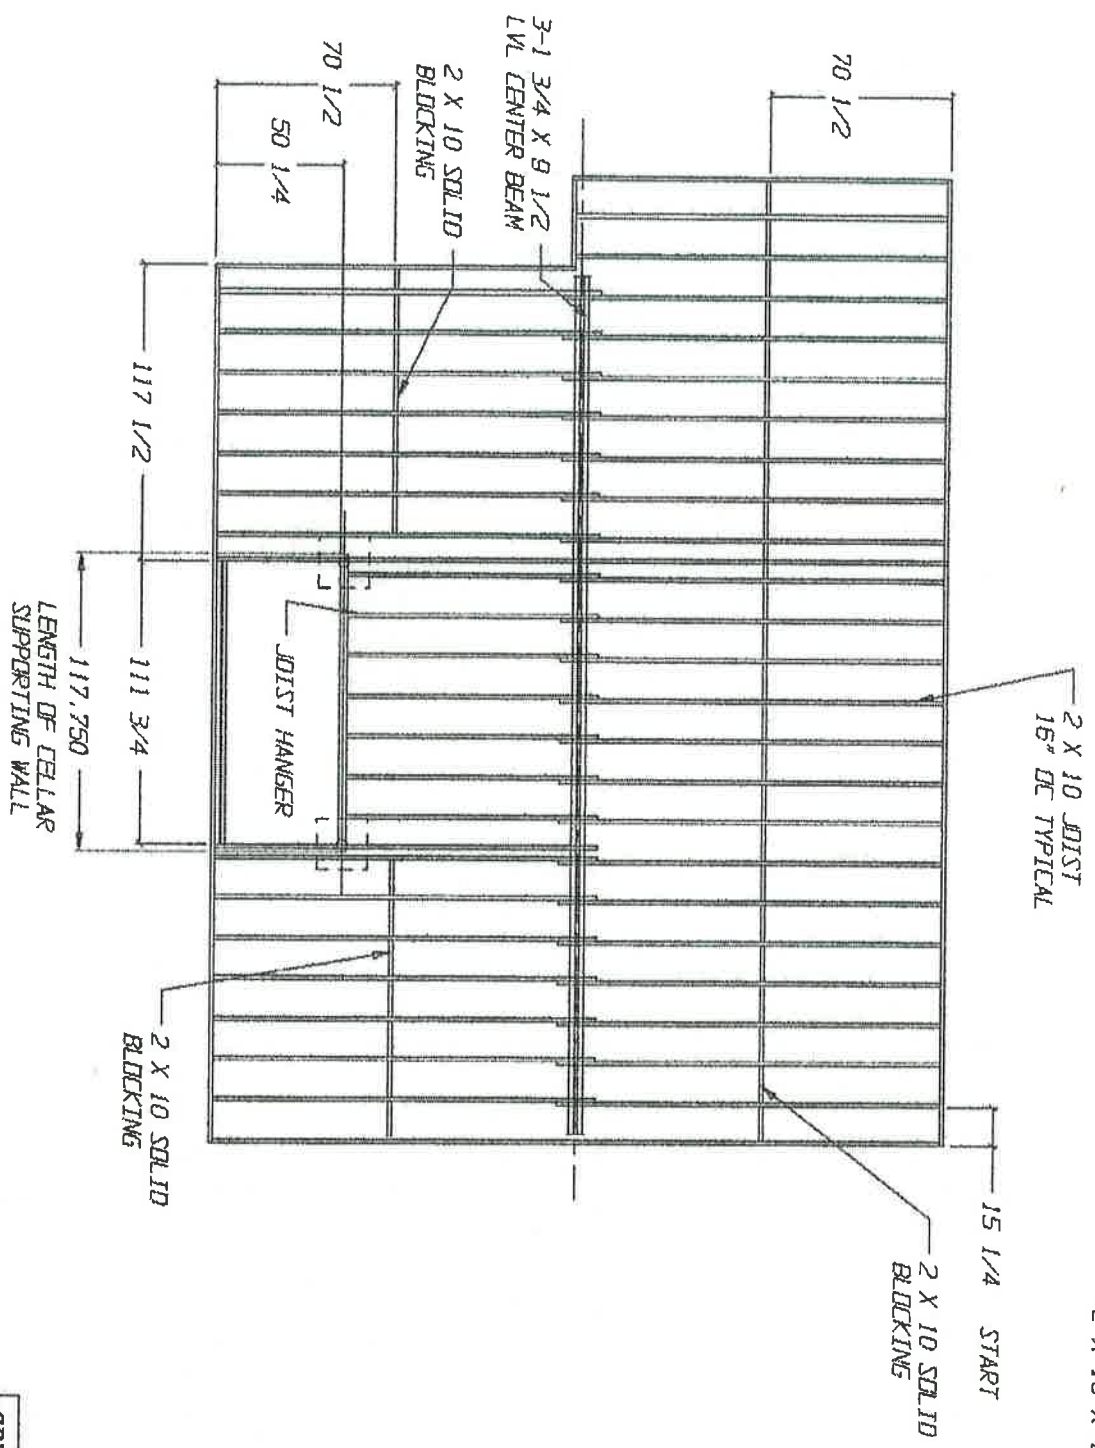 2 X 10 JOIST
16" OC TYPICAL
15 1/4 START
2 X 10 SOLID
BLOCKING
70 1/2
3-1 3/4 X 9 1/2
LVL CENTER BEAM
2 X 10 SOLID
BLOCKING
70 1/2
50 1/4
JOIST HANGER
2 X 10 SOLID
BLOCKING
117 1/2
111 3/4
117.750
LENGTH OF CELLAR
SUPPORTING WALL